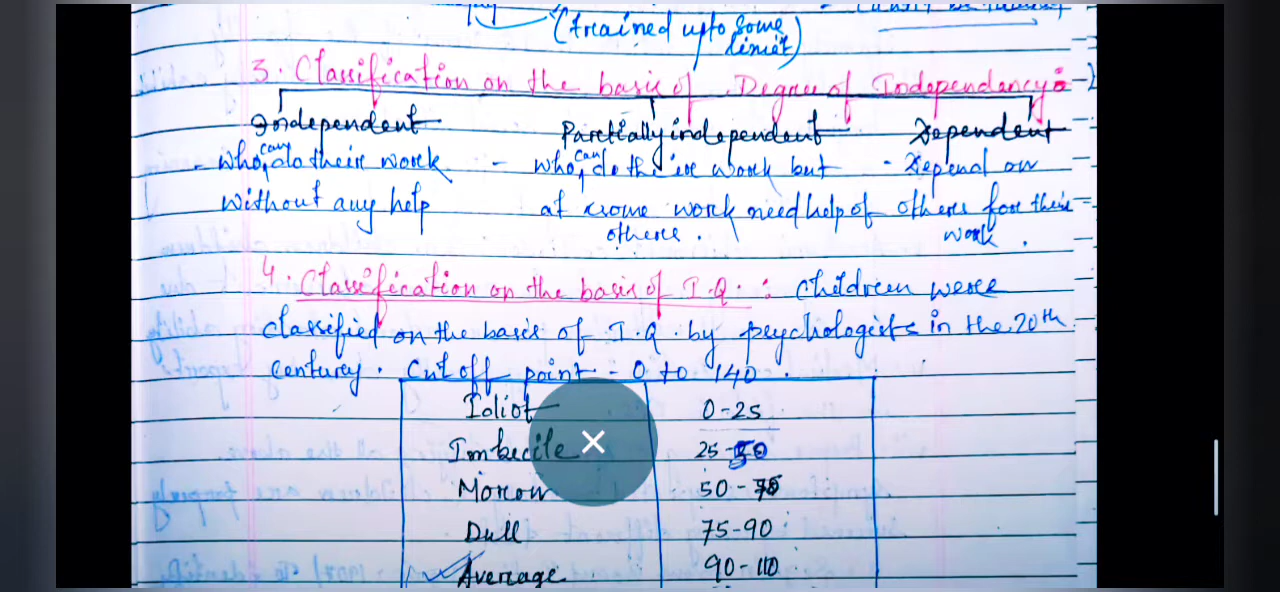 (trained upto some
limit)
3. Classification on the basis of Degree of Independancy :-)
Independent Partially independent Dependent
- who can do their work - who can do their work but - Depend on
without any help at some work need help of others for their
others. work.
4. Classification on the basis of I.Q. : Children were
classified on the basis of I.Q. by psychologists in the 20th
century. Cut off point - 0 to 140.
Idiot 0-25
Imbecile 25-50
Moron 50-75
Dull 75-90
Average 90-110